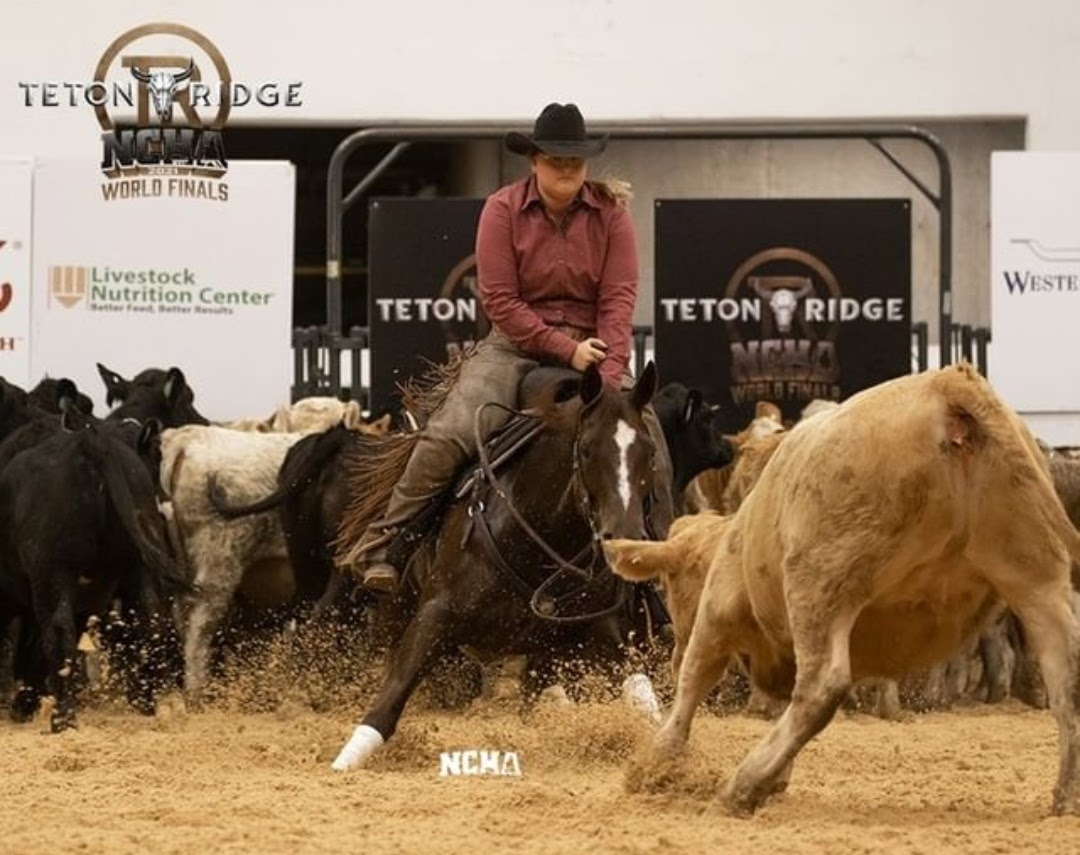 TETON RIDGE
NCHA
2021
WORLD FINALS
Livestock
Nutrition Center
Better Feed, Better Results
H
TETON
TETON RIDGE
NCHA
WORLD FINALS
WESTE
NCHA